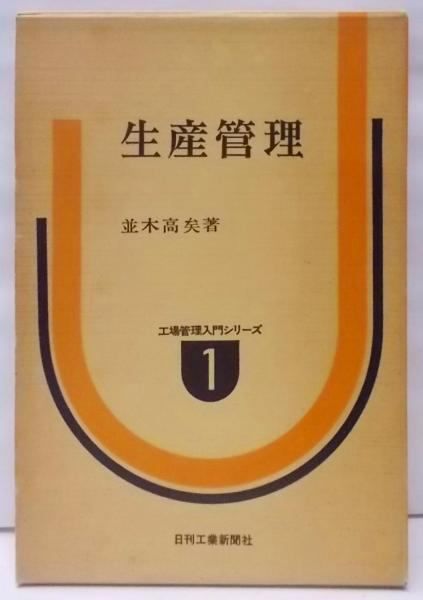 生産管理
並木高矣著
工場管理入門シリーズ
1
日刊工業新聞社